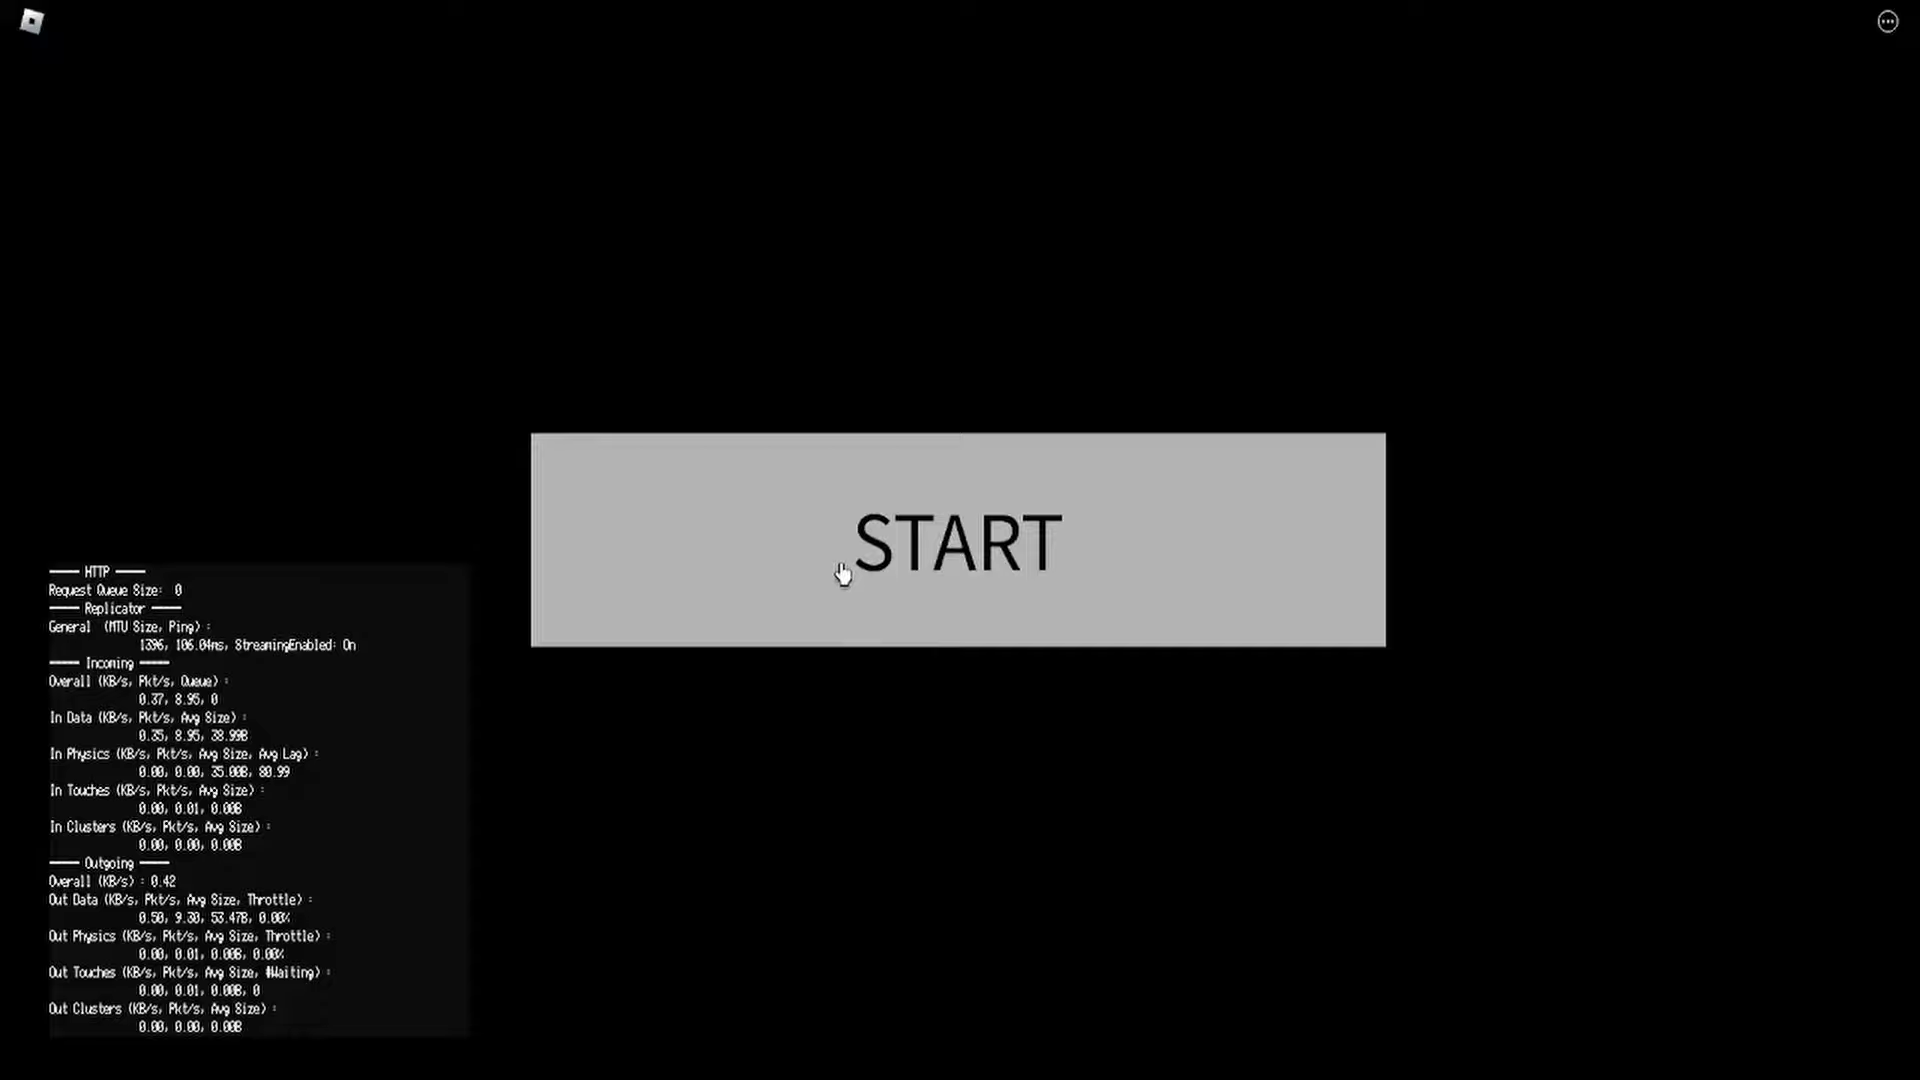 START
──── HTTP ────
Request Queue Size: 0
──── Replicator ────
General (MTU Size, Ping) :
1396, 106.04ms, StreamingEnabled: On
──── Incoming ────
Overall (KB/s, Pkt/s, Queue) :
0.37, 8.95, 0
In Data (KB/s, Pkt/s, Avg Size) :
0.35, 8.95, 38.99B
In Physics (KB/s, Pkt/s, Avg Size, Avg Lag) :
0.00, 0.00, 35.00B, 80.99
In Touches (KB/s, Pkt/s, Avg Size) :
0.00, 0.01, 0.00B
In Clusters (KB/s, Pkt/s, Avg Size) :
0.00, 0.00, 0.00B
──── Outgoing ────
Overall (KB/s) : 0.42
Out Data (KB/s, Pkt/s, Avg Size, Throttle) :
0.50, 9.30, 53.47B, 0.00%
Out Physics (KB/s, Pkt/s, Avg Size, Throttle) :
0.00, 0.01, 0.00B, 0.00%
Out Touches (KB/s, Pkt/s, Avg Size, #Waiting) :
0.00, 0.01, 0.00B, 0
Out Clusters (KB/s, Pkt/s, Avg Size) :
0.00, 0.00, 0.00B